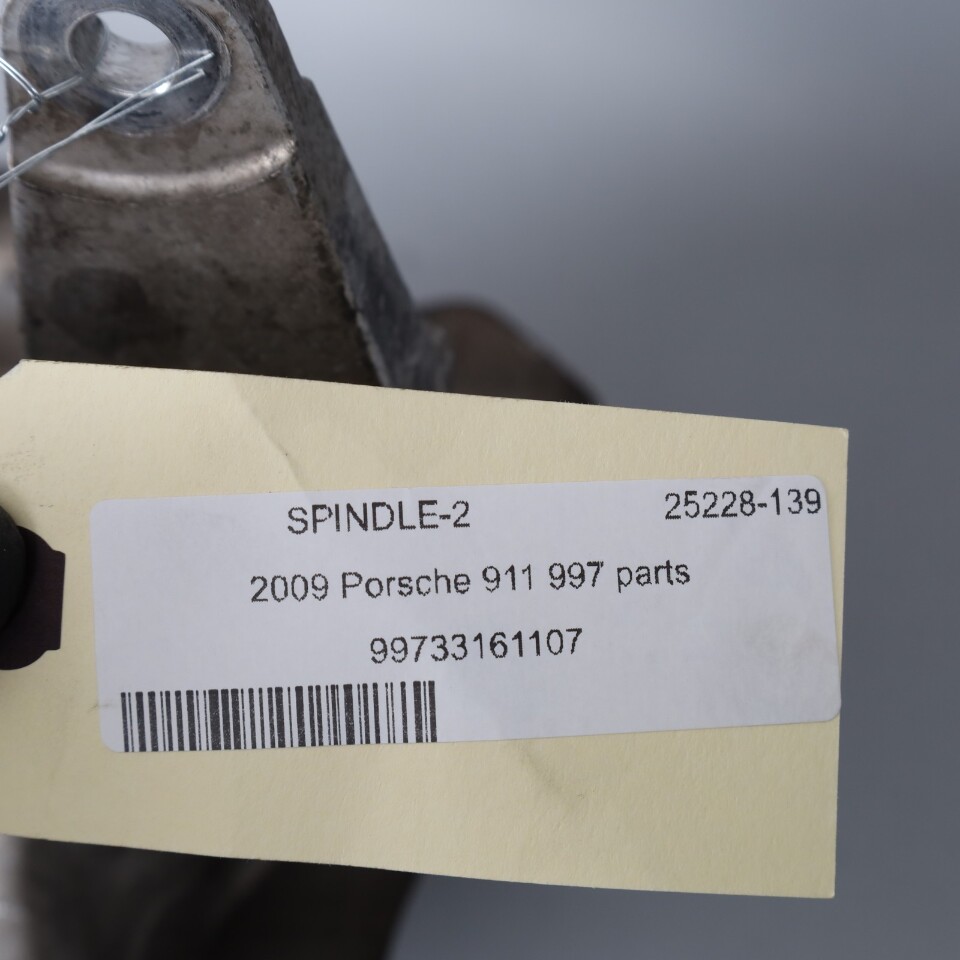 SPINDLE-2 25228-139
2009 Porsche 911 997 parts
99733161107